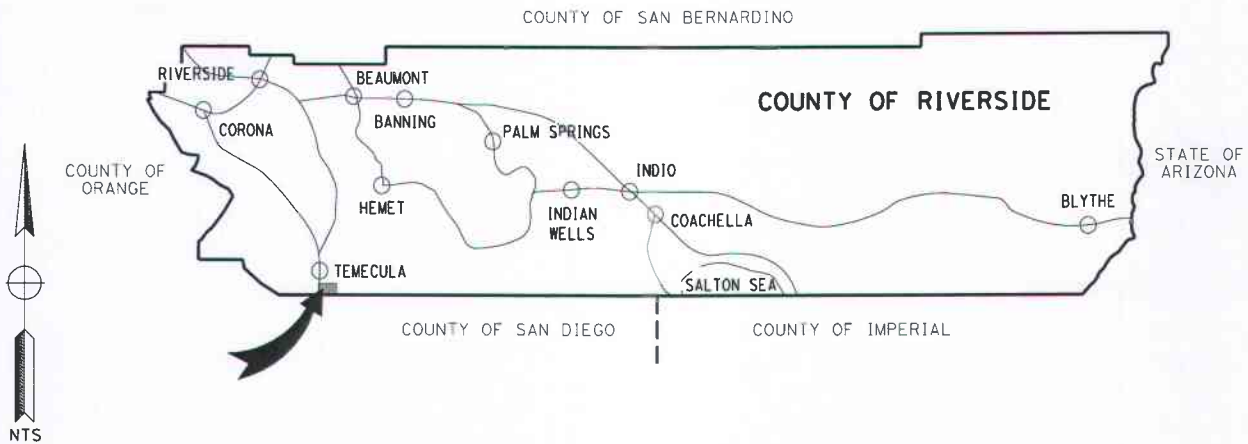 COUNTY OF SAN BERNARDINO
RIVERSIDE
BEAUMONT
COUNTY OF RIVERSIDE
CORONA
BANNING
PALM SPRINGS
COUNTY OF
ORANGE
STATE OF
ARIZONA
INDIO
HEMET
INDIAN
WELLS
COACHELLA
BLYTHE
TEMECULA
SALTON SEA
COUNTY OF SAN DIEGO
COUNTY OF IMPERIAL
NTS